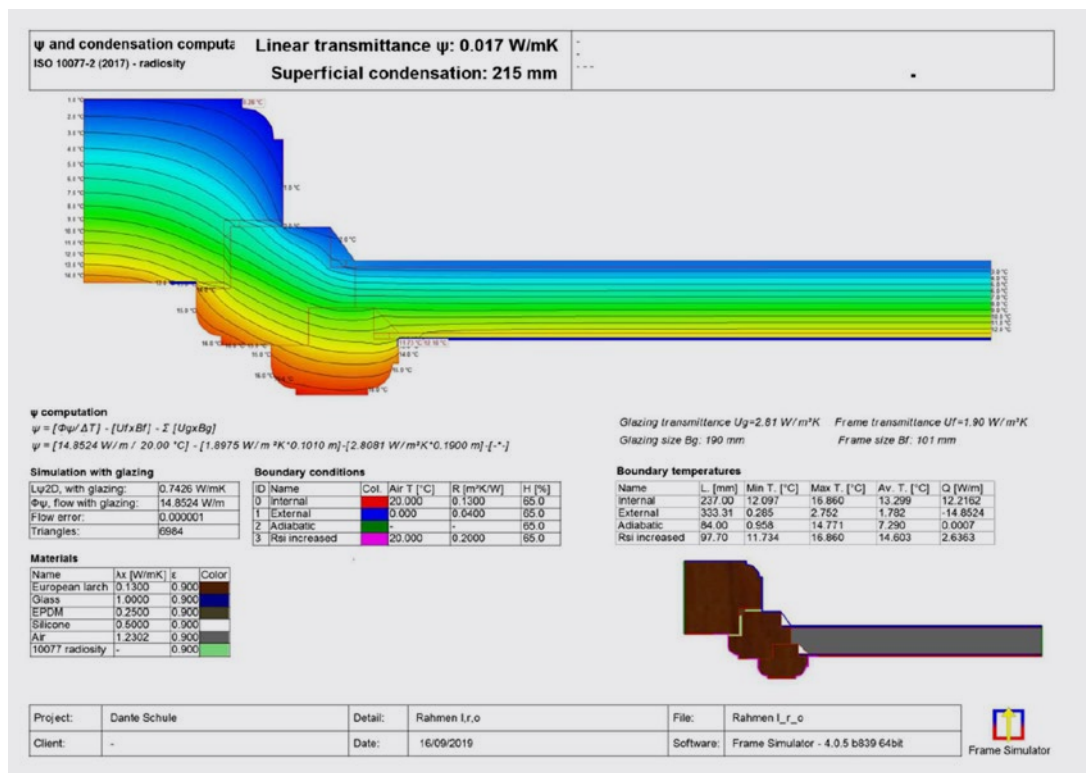 ψ and condensation computa
ISO 10077-2 (2017) - radiosity
Linear transmittance ψ: 0.017 W/mK
Superficial condensation: 215 mm
ψ computation
ψ = [Φψ/ΔT] - [UfxBf] - Σ [UgxBg]
ψ = [14.8524 W/m / 20.00 °C] - [1.8975 W/m ²K*0.1010 m]-[2.8081 W/m²K*0.1900 m]-[-*-]
Glazing transmittance Ug=2.81 W/m²K Frame transmittance Uf=1.90 W/m²K
Glazing size Bg: 190 mm Frame size Bf: 101 mm
Simulation with glazing
Lψ2D, with glazing: 0.7426 W/mK
Φψ, flow with glazing: 14.8524 W/m
Flow error: 0.000001
Triangles: 6984
Boundary conditions
ID Name Col. Air T [°C] R [m²K/W] H [%]
0 Internal 20.000 0.1300 65.0
1 External 0.000 0.0400 65.0
2 Adiabatic - - 65.0
3 Rsi increased 20.000 0.2000 65.0
Boundary temperatures
Name L. [mm] Min T. [°C] Max T. [°C] Av. T. [°C] Q [W/m]
Internal 237.00 12.097 16.860 13.299 12.2162
External 333.31 0.285 2.752 1.782 -14.8524
Adiabatic 84.00 0.958 14.771 7.290 0.0007
Rsi increased 97.70 11.734 16.860 14.603 2.6363
Materials
Name λx [W/mK] ε Color
European larch 0.1300 0.900
Glass 1.0000 0.900
EPDM 0.2500 0.900
Silicone 0.5000 0.900
Air 1.2302 0.900
10077 radiosity - 0.900
Project: Dante Schule Detail: Rahmen l,r,o File: Rahmen l_r_o
Client: - Date: 16/09/2019 Software: Frame Simulator - 4.0.5 b839 64bit
Frame Simulator